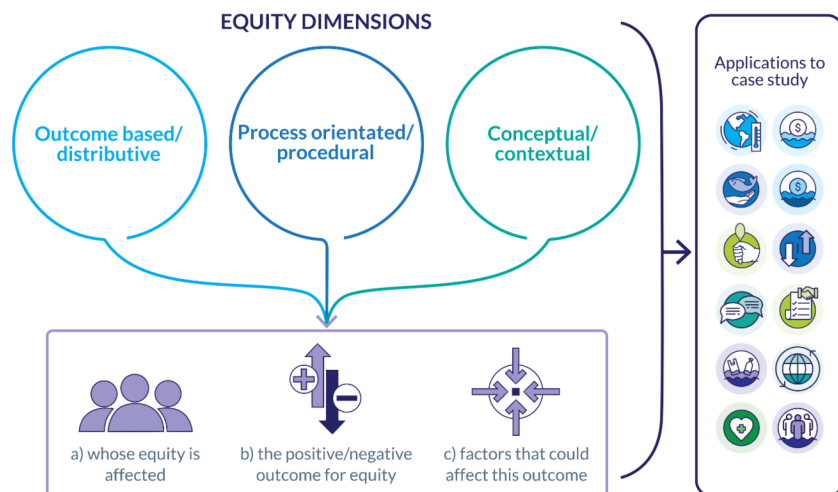 EQUITY DIMENSIONS
Outcome based/
distributive
Process orientated/
procedural
Conceptual/
contextual
a) whose equity is
affected
b) the positive/negative
outcome for equity
c) factors that could
affect this outcome
Applications to
case study
$
$